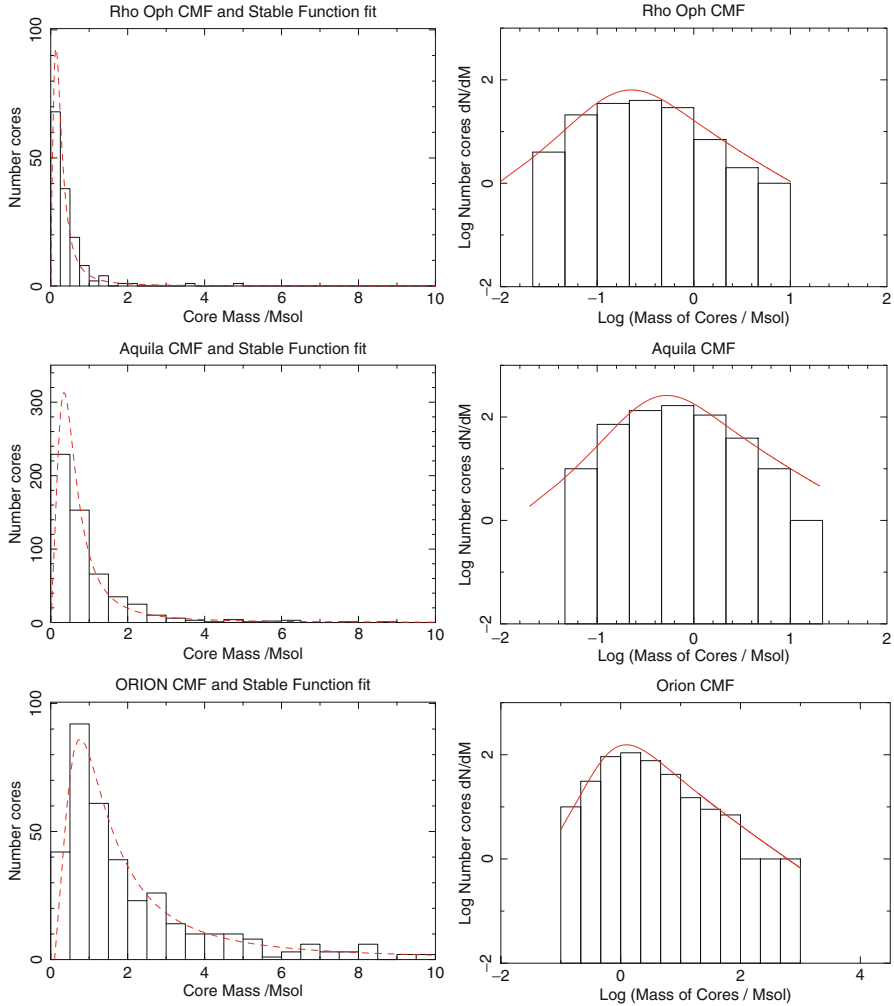 Rho Oph CMF and Stable Function fit
Number cores
0
50
100
0
2
4
6
8
10
Core Mass /Msol
Rho Oph CMF
Log Number cores dN/dM
−2
0
2
−2
−1
0
1
2
Log (Mass of Cores / Msol)
Aquila CMF and Stable Function fit
Number cores
0
100
200
300
0
2
4
6
8
10
Core Mass /Msol
Aquila CMF
Log Number cores dN/dM
−2
0
2
−2
−1
0
1
2
Log (Mass of Cores / Msol)
ORION CMF and Stable Function fit
Number cores
0
50
100
0
2
4
6
8
10
Core Mass /Msol
Orion CMF
Log Number cores dN/dM
−2
0
2
−2
0
2
4
Log (Mass of Cores / Msol)